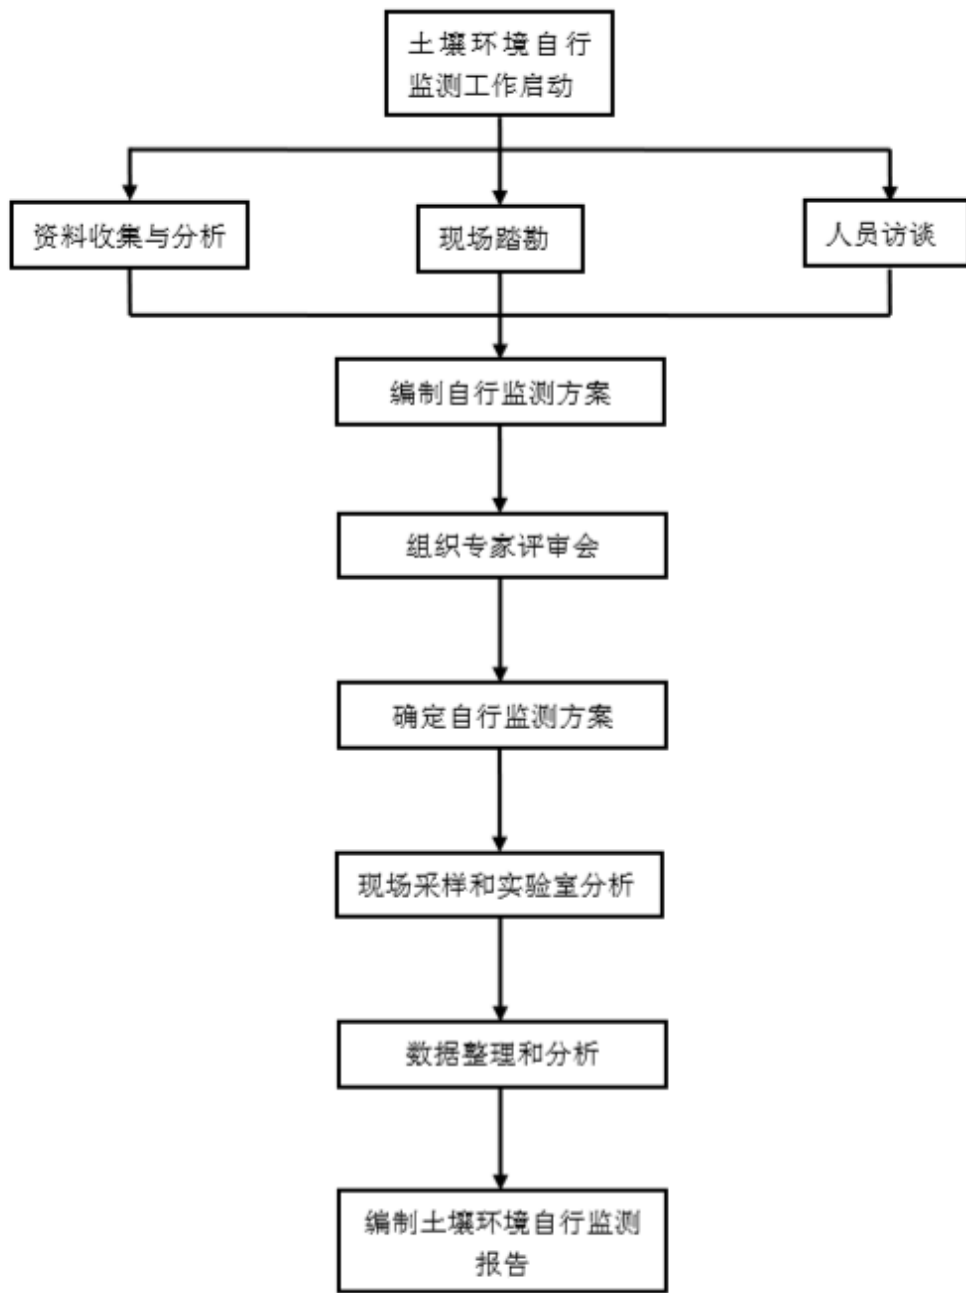 土壤环境自行
监测工作启动
资料收集与分析
现场踏勘
人员访谈
编制自行监测方案
组织专家评审会
确定自行监测方案
现场采样和实验室分析
数据整理和分析
编制土壤环境自行监测
报告